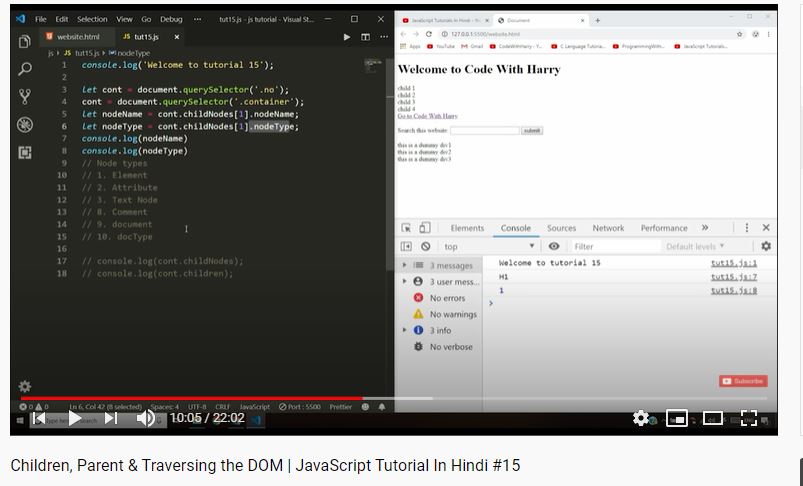 File Edit Selection View Go Debug ··· tut15.js - js tutorial - Visual St...
website.html
JS tut15.js ×
js > JS tut15.js > nodeType
1 console.log('Welcome to tutorial 15');
2
3 let cont = document.querySelector('.no');
4 cont = document.querySelector('.container');
5 let nodeName = cont.childNodes[1].nodeName;
6 let nodeType = cont.childNodes[1].nodeType;
7 console.log(nodeName)
8 console.log(nodeType)
9 // Node types
10 // 1. Element
11 // 2. Attribute
12 // 3. Text Node
13 // 8. Comment
14 // 9. document
15 // 10. docType
16
17 // console.log(cont.childNodes);
18 // console.log(cont.children);
0 0 Ln 6, Col 42 (8 selected) Spaces: 4 UTF-8 CRLF JavaScript Port : 5500 Prettier
JavaScript Tutorials In Hindi
Document
127.0.0.1:5500/website.html
Apps YouTube Gmail CodeWithHarry - Y... C Language Tutoria... ProgrammingWith... JavaScript Tutorials...
Welcome to Code With Harry
child 1
child 2
child 3
child 4
Go to Code With Harry
Search this website: submit
this is a dummy div1
this is a dummy div2
this is a dummy div3
Elements Console Sources Network Performance »
top Filter Default levels ▼
3 messages
3 user mess...
No errors
No warnings
3 info
No verbose
Welcome to tutorial 15 tut15.js:1
H1 tut15.js:7
1 tut15.js:8
>
Subscribe
10:05 / 22:02
Children, Parent & Traversing the DOM | JavaScript Tutorial In Hindi #15